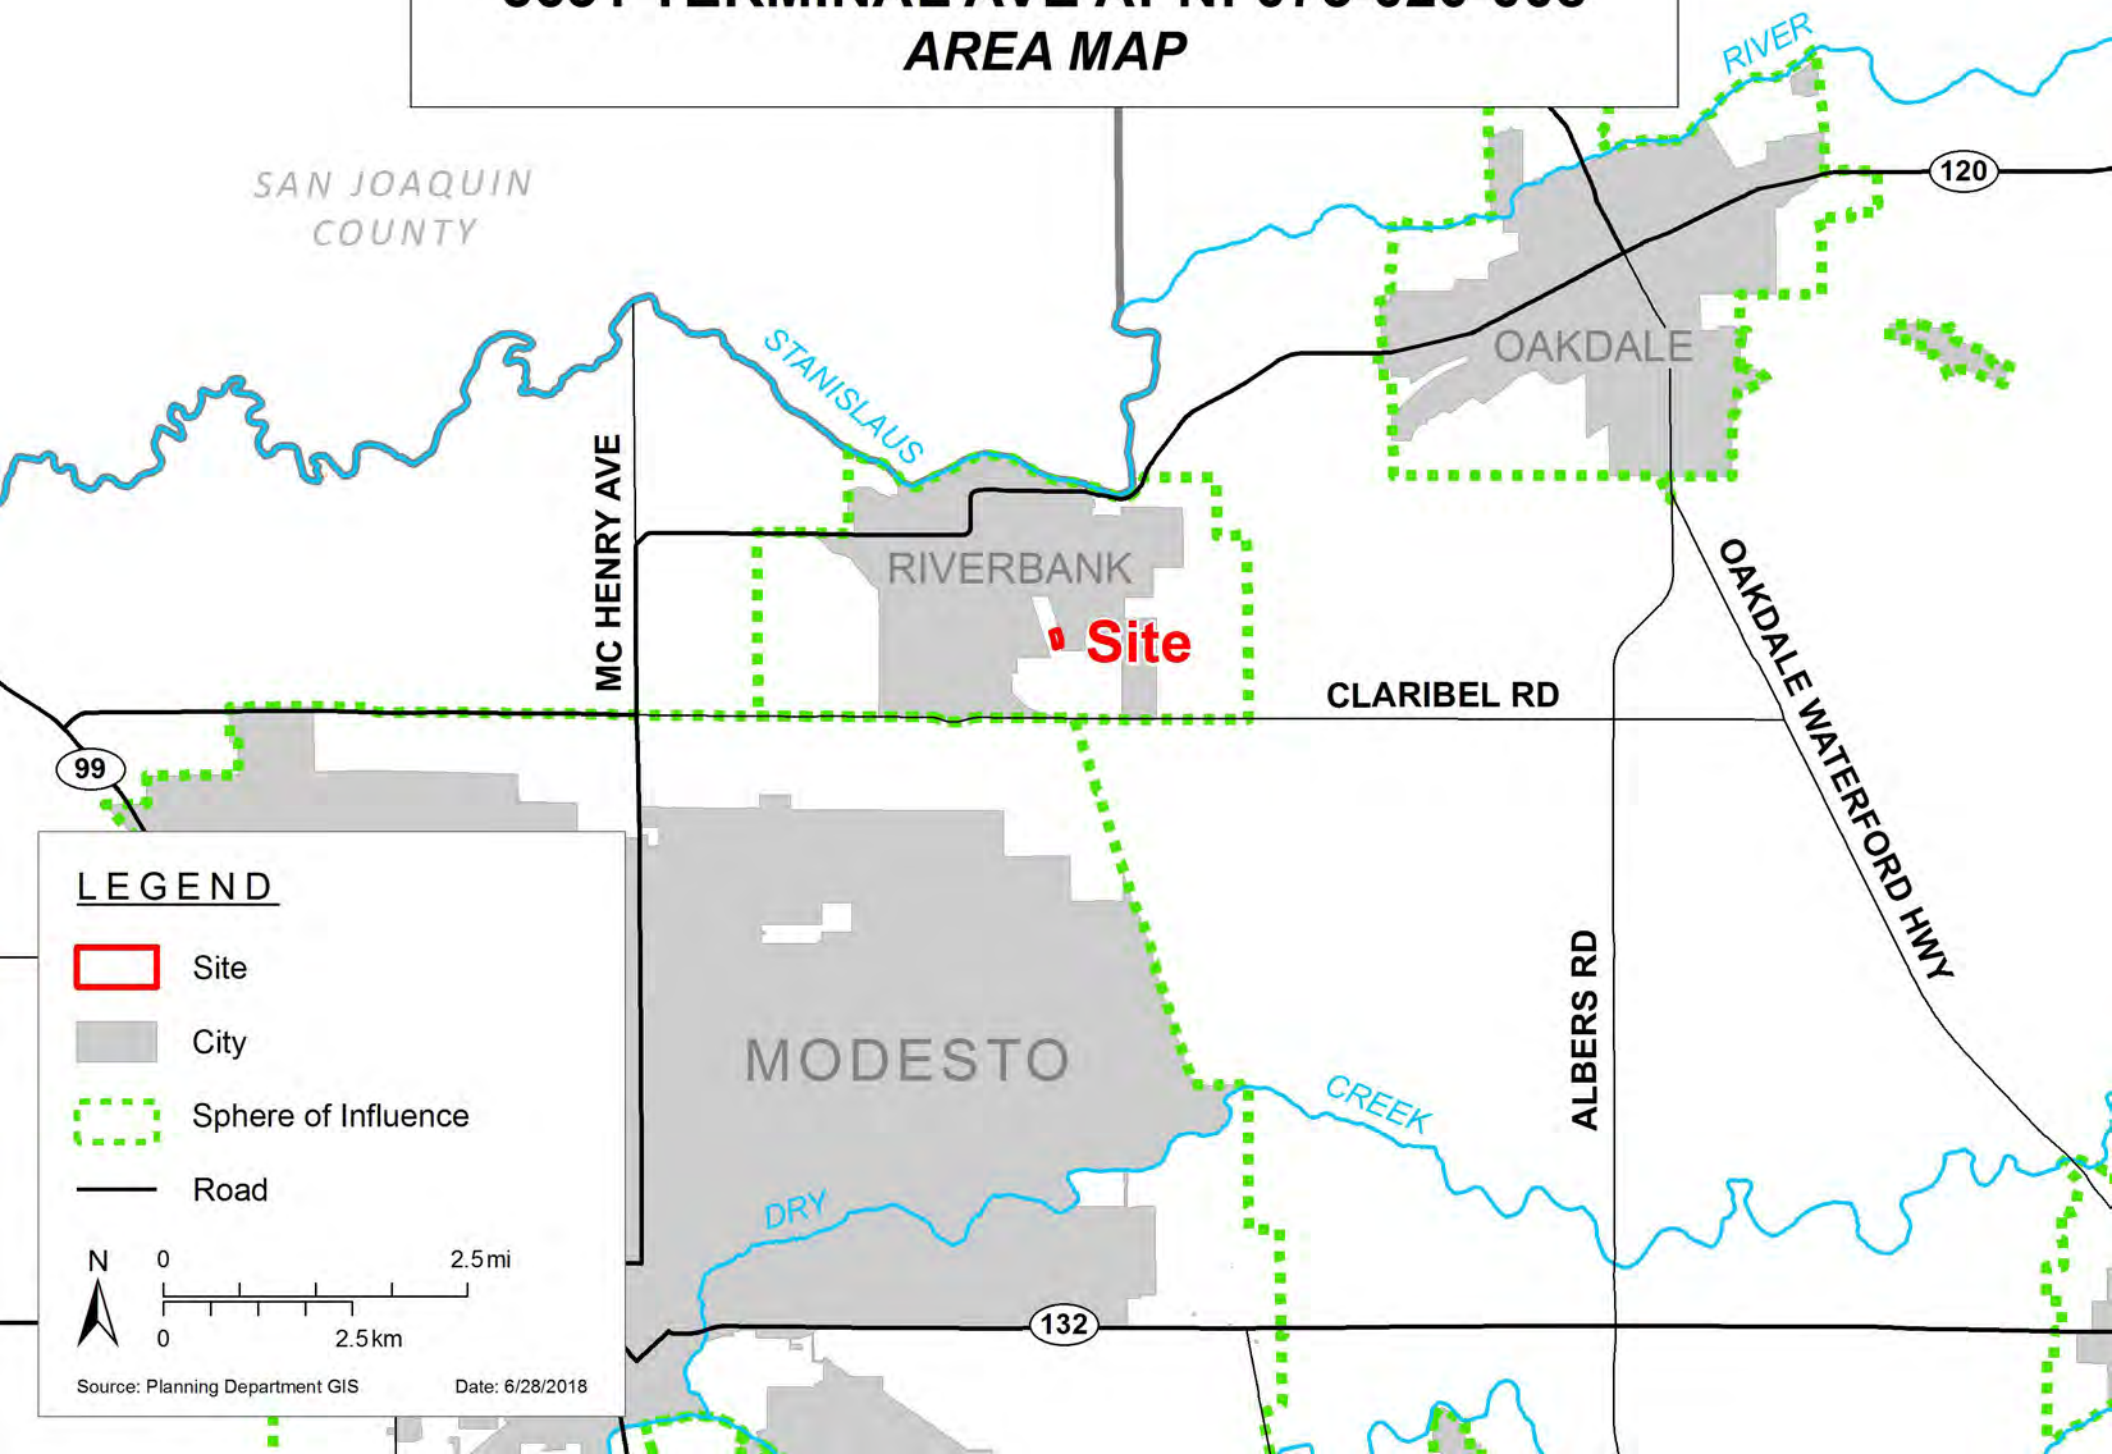 AREA MAP
RIVER
120
SAN JOAQUIN
COUNTY
STANISLAUS
OAKDALE
MC HENRY AVE
RIVERBANK
Site
OAKDALE WATERFORD HWY
CLARIBEL RD
99
LEGEND
Site
City
Sphere of Influence
Road
N
0 2.5 mi
0 2.5 km
Source: Planning Department GIS Date: 6/28/2018
MODESTO
ALBERS RD
CREEK
DRY
132